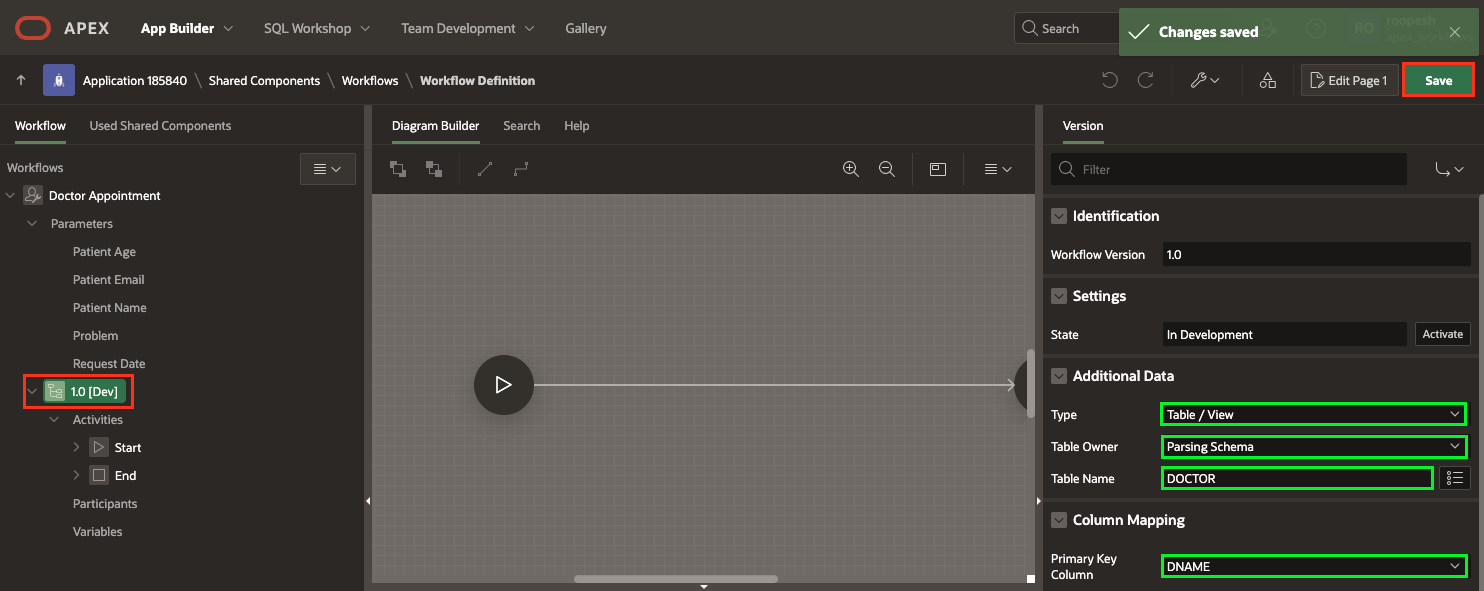 APEX App Builder SQL Workshop Team Development Gallery Search Changes saved
Application 185840 \ Shared Components \ Workflows \ Workflow Definition Edit Page 1 Save
Workflow Used Shared Components
Workflows
Doctor Appointment
Parameters
Patient Age
Patient Email
Patient Name
Problem
Request Date
1.0 [Dev]
Activities
Start
End
Participants
Variables
Diagram Builder Search Help
Version
Filter
Identification
Workflow Version 1.0
Settings
State In Development Activate
Additional Data
Type Table / View
Table Owner Parsing Schema
Table Name DOCTOR
Column Mapping
Primary Key
Column DNAME